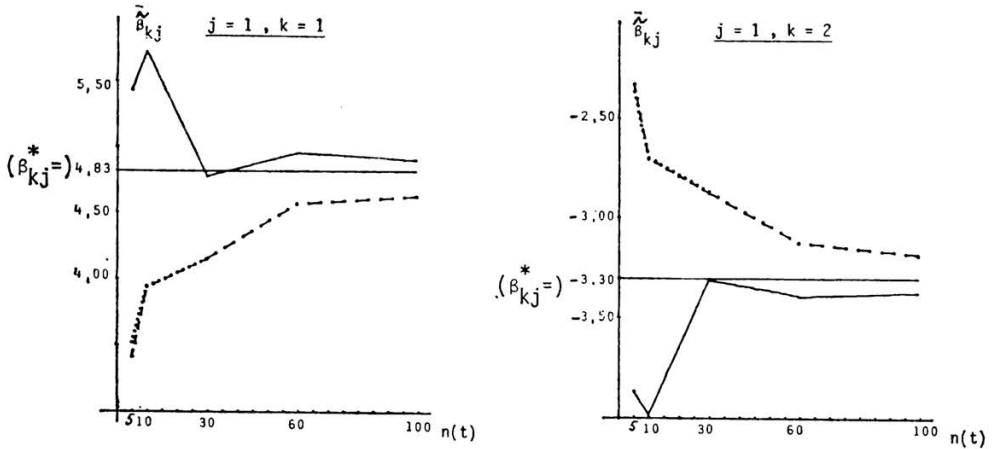 β̃̄kj
j = 1 , k = 1
5,50
(β*kj=) 4,83
4,50
4,00
5 10 30 60 100 n(t)
β̃̄kj
j = 1 , k = 2
-2,50
-3,00
-3.30
(β*kj=)
-3,50
5 10 30 60 100 n(t)